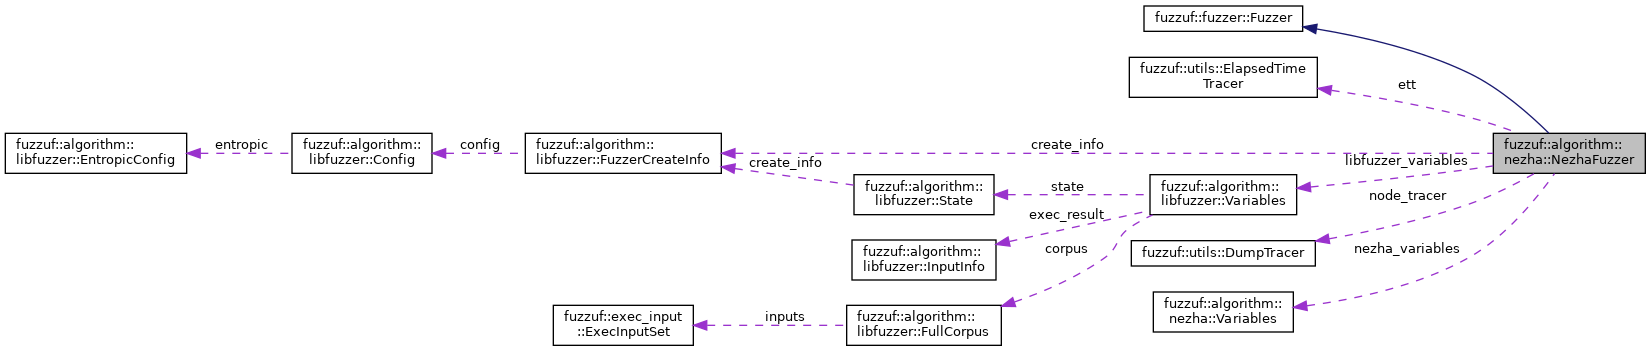 fuzzuf::fuzzer::Fuzzer
fuzzuf::utils::ElapsedTime
Tracer
ett
fuzzuf::algorithm::
nezha::NezhaFuzzer
fuzzuf::algorithm::
libfuzzer::EntropicConfig
entropic
fuzzuf::algorithm::
libfuzzer::Config
config
fuzzuf::algorithm::
libfuzzer::FuzzerCreateInfo
create_info
create_info
libfuzzer_variables
fuzzuf::algorithm::
libfuzzer::State
state
fuzzuf::algorithm::
libfuzzer::Variables
node_tracer
exec_result
fuzzuf::algorithm::
libfuzzer::InputInfo
corpus
fuzzuf::utils::DumpTracer
nezha_variables
fuzzuf::exec_input
::ExecInputSet
inputs
fuzzuf::algorithm::
libfuzzer::FullCorpus
fuzzuf::algorithm::
nezha::Variables